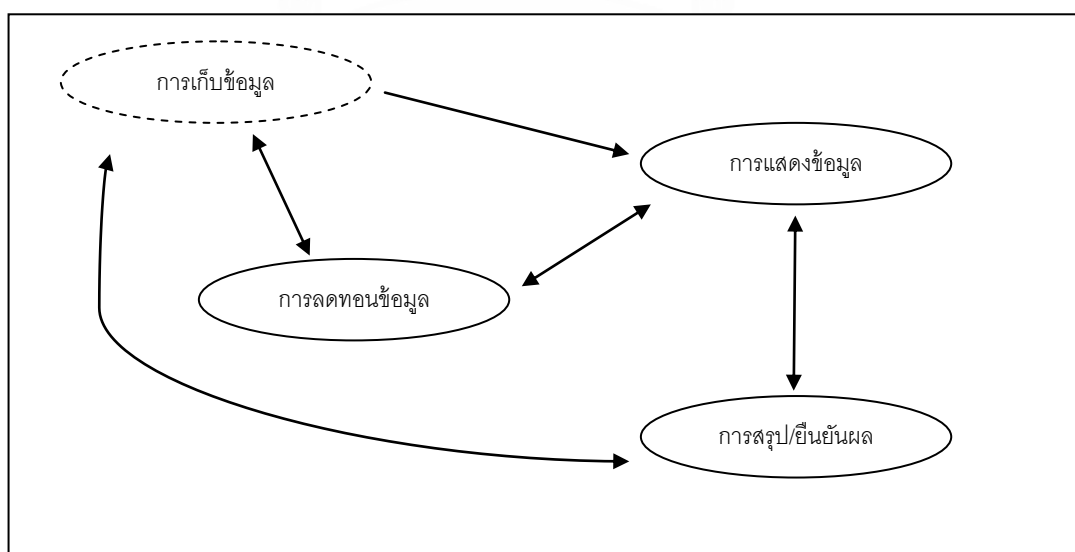 การเก็บข้อมูล
การแสดงข้อมูล
การลดทอนข้อมูล
การสรุป/ยืนยันผล